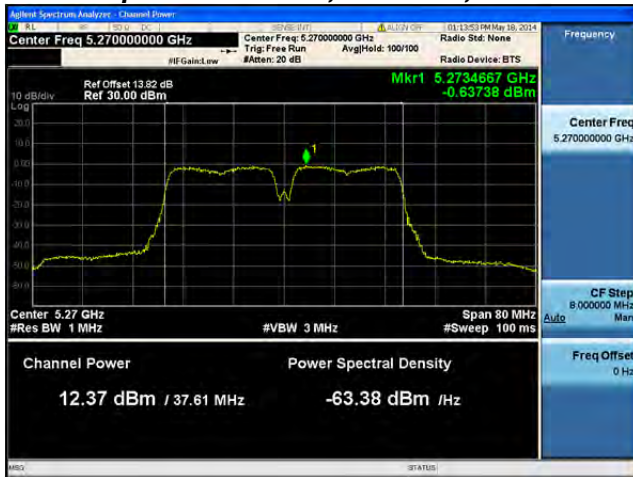 Agilent Spectrum Analyzer - Channel Power
RL RF 50 Ω DC SENSE:INT ALIGN OFF 01:13:53 PM May 18, 2014
Center Freq 5.270000000 GHz
Center Freq: 5.270000000 GHz
Radio Std: None
Trig: Free Run Avg|Hold: 100/100
#IFGain:Low #Atten: 20 dB Radio Device: BTS
Frequency
Mkr1 5.2734667 GHz
-0.63738 dBm
Ref Offset 13.82 dB
10 dB/div Ref 30.00 dBm
Log
20.0
10.0
0.00
-10.0
-20.0
-30.0
-40.0
-50.0
-60.0
1
Center 5.27 GHz Span 80 MHz
#Res BW 1 MHz #VBW 3 MHz #Sweep 100 ms
Channel Power Power Spectral Density
12.37 dBm / 37.61 MHz -63.38 dBm /Hz
Center Freq
5.270000000 GHz
CF Step
8.000000 MHz
Auto Man
Freq Offset
0 Hz
MSG STATUS